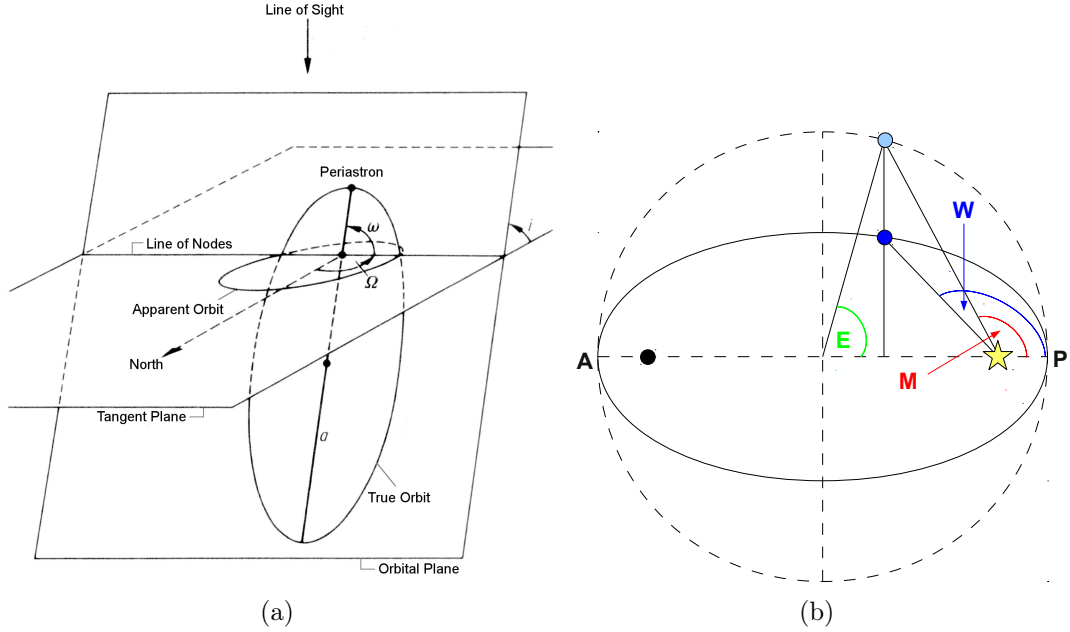 Line of Sight
Periastron
ω
i
Line of Nodes
Ω
Apparent Orbit
North
Tangent Plane
a
True Orbit
Orbital Plane
(a)
W
E
A
P
M
(b)